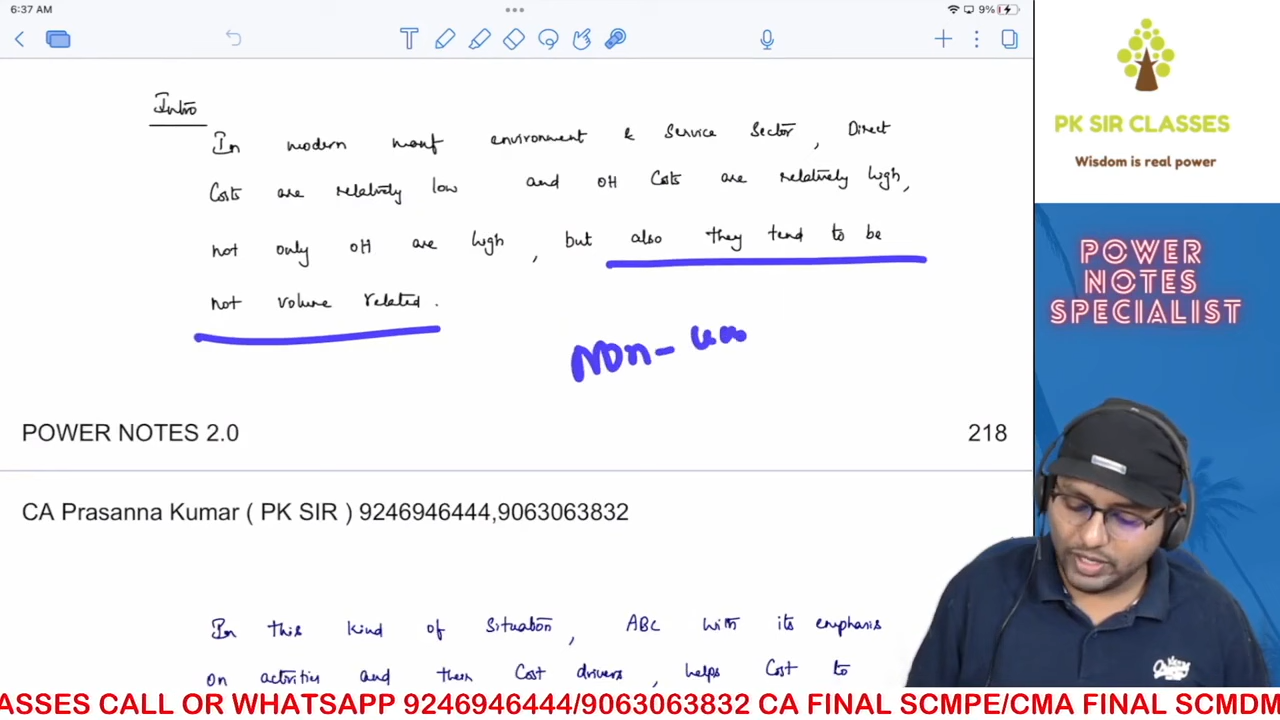 6:37 AM
9%
Intro
In modern manf environment & Service Sector, Direct
Costs are relatively low and OH Costs are relatively high,
not only OH are high, but also they tend to be
not volume related.
Non-
POWER NOTES 2.0
218
CA Prasanna Kumar ( PK SIR ) 9246946444,9063063832
In this kind of Situation, ABC with its emphasis
on activities and their Cost drivers, helps Cost to
PK SIR CLASSES
Wisdom is real power
POWER
NOTES
SPECIALIST
ASSES CALL OR WHATSAPP 9246946444/9063063832 CA FINAL SCMPE/CMA FINAL SCMDM